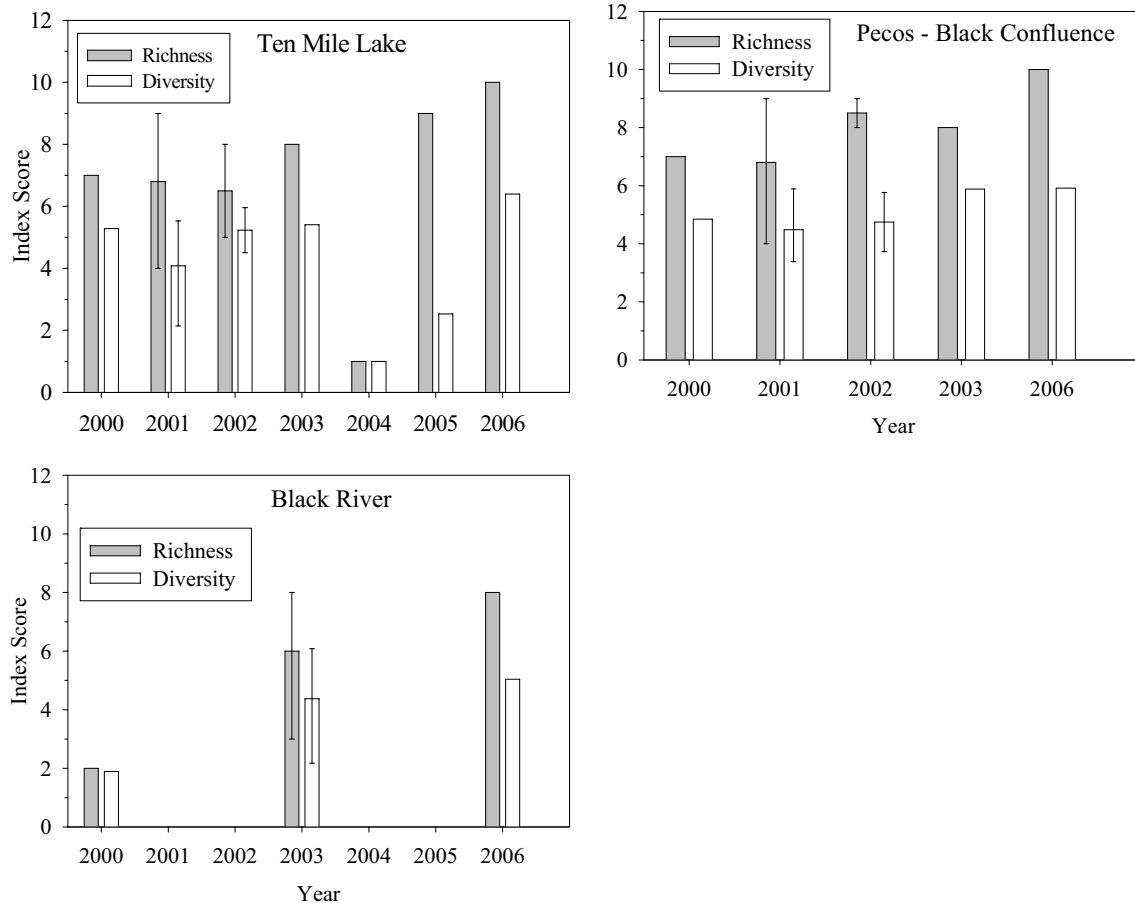 Ten Mile Lake
Richness
Diversity
Index Score
12
10
8
6
4
2
0
2000 2001 2002 2003 2004 2005 2006
Pecos - Black Confluence
Richness
Diversity
12
10
8
6
4
2
0
2000 2001 2002 2003 2006
Year
Black River
Richness
Diversity
Index Score
12
10
8
6
4
2
0
2000 2001 2002 2003 2004 2005 2006
Year